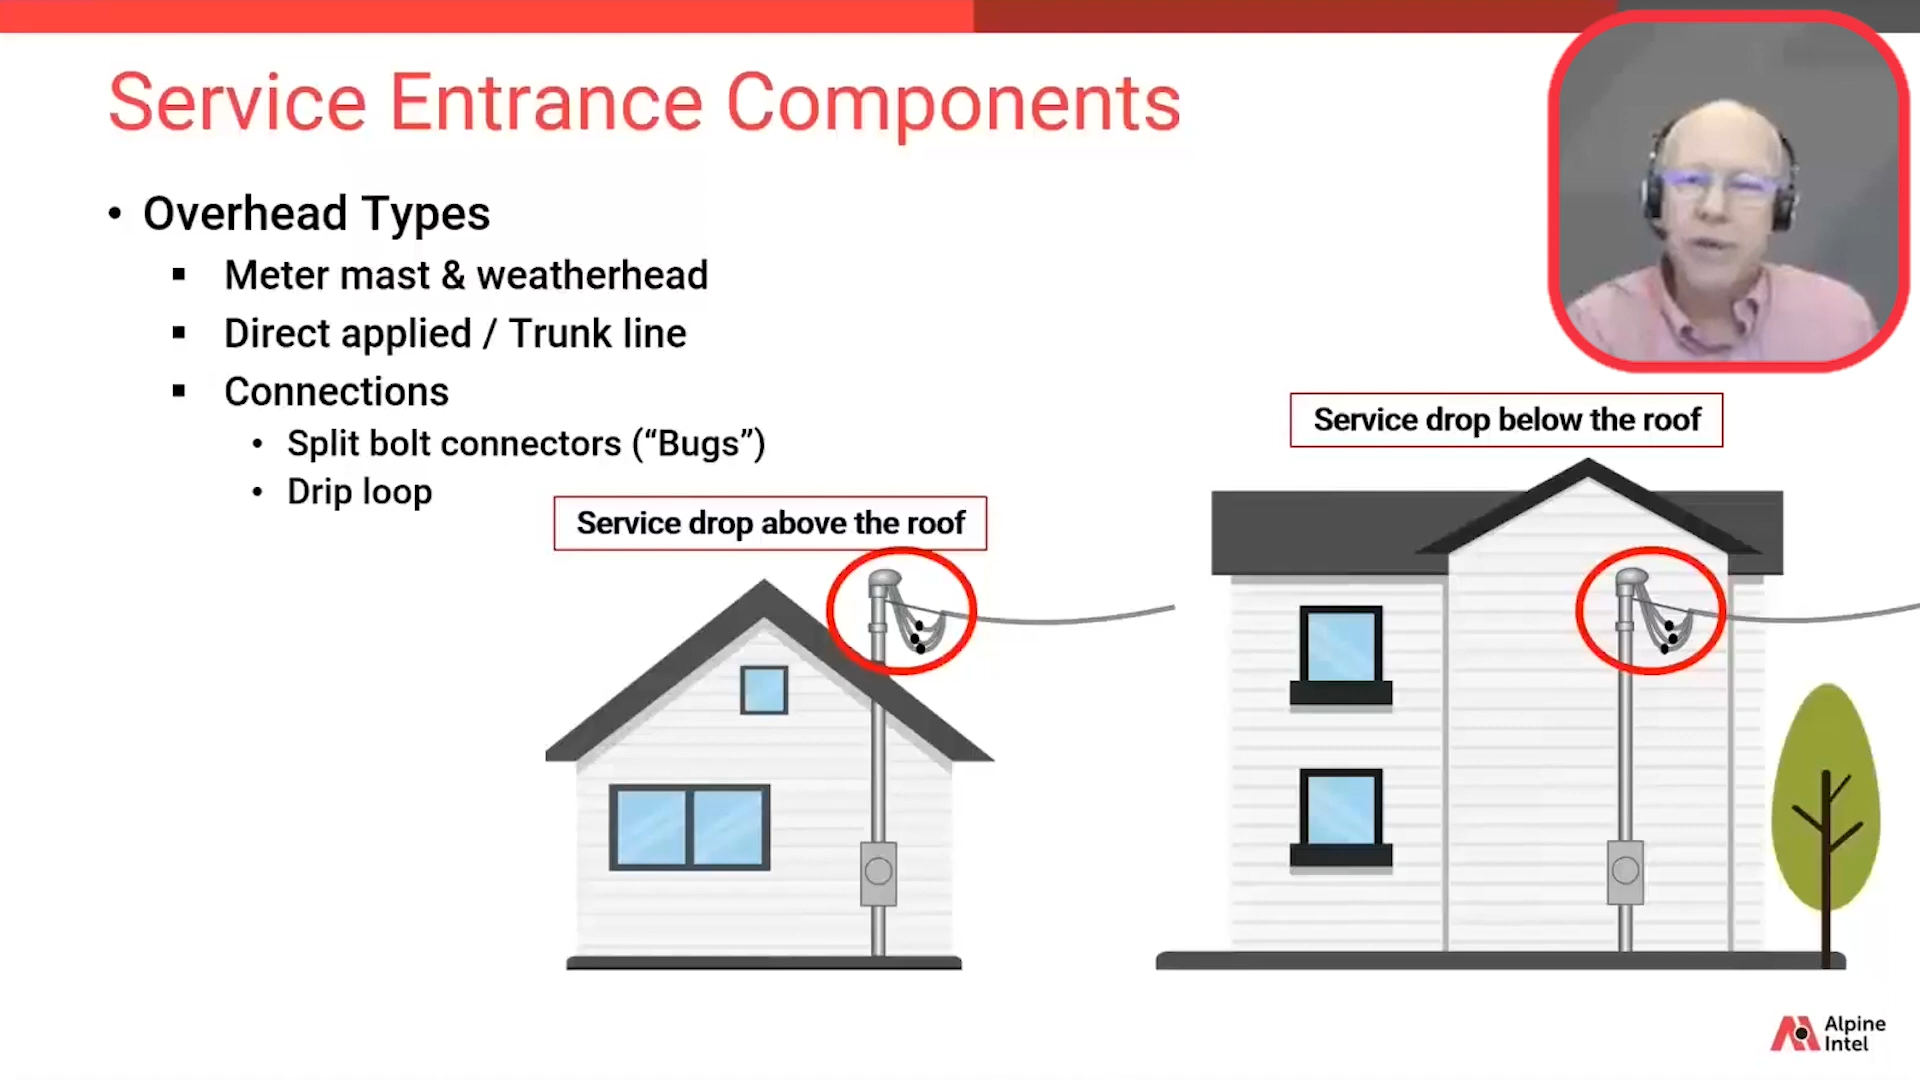 Service Entrance Components
• Overhead Types
▪ Meter mast & weatherhead
▪ Direct applied / Trunk line
▪ Connections
• Split bolt connectors (“Bugs”)
• Drip loop
Service drop above the roof
Service drop below the roof
Alpine
Intel